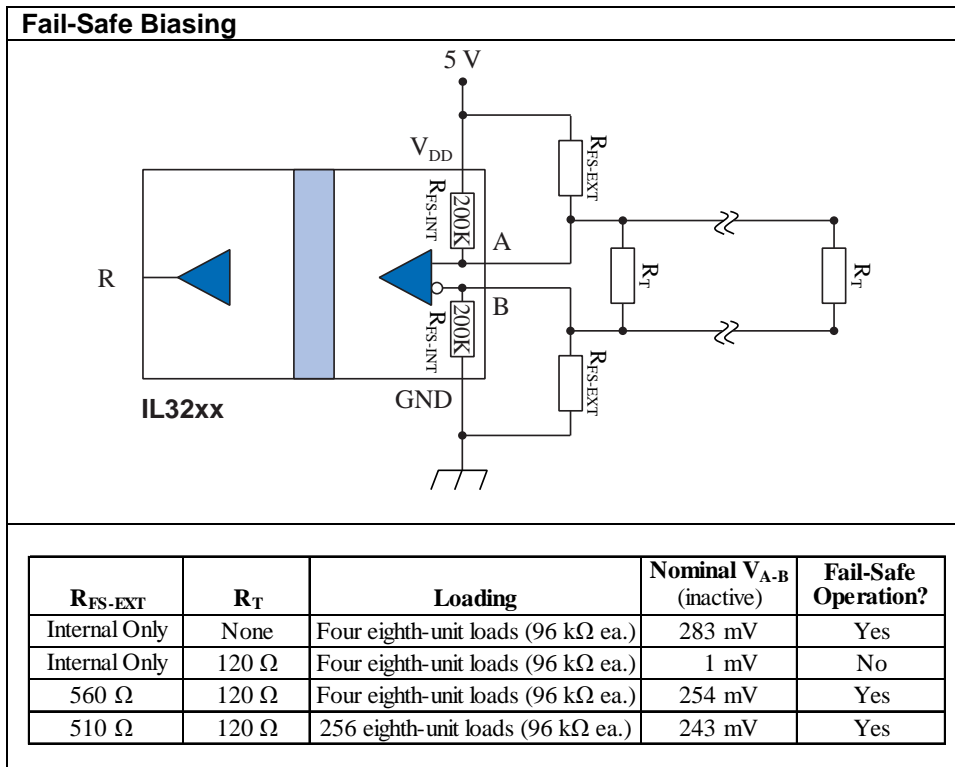 Fail-Safe Biasing
5 V
V_DD
R_FS-EXT
R_FS-INT
200K
A
R
R_T
R_T
B
R_FS-INT
200K
R_FS-EXT
GND
IL32xx
R_FS-EXT R_T Loading Nominal V_A-B (inactive) Fail-Safe Operation?
Internal Only None Four eighth-unit loads (96 kΩ ea.) 283 mV Yes
Internal Only 120 Ω Four eighth-unit loads (96 kΩ ea.) 1 mV No
560 Ω 120 Ω Four eighth-unit loads (96 kΩ ea.) 254 mV Yes
510 Ω 120 Ω 256 eighth-unit loads (96 kΩ ea.) 243 mV Yes